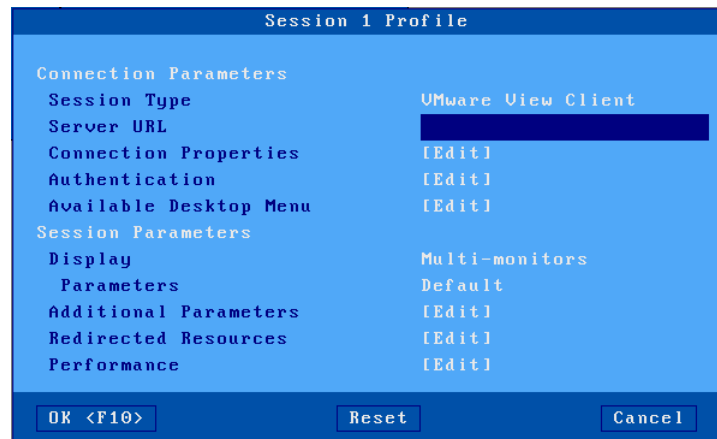 Session 1 Profile
Connection Parameters
Session Type VMware View Client
Server URL
Connection Properties [Edit]
Authentication [Edit]
Available Desktop Menu [Edit]
Session Parameters
Display Multi-monitors
Parameters Default
Additional Parameters [Edit]
Redirected Resources [Edit]
Performance [Edit]
OK <F10> Reset Cancel